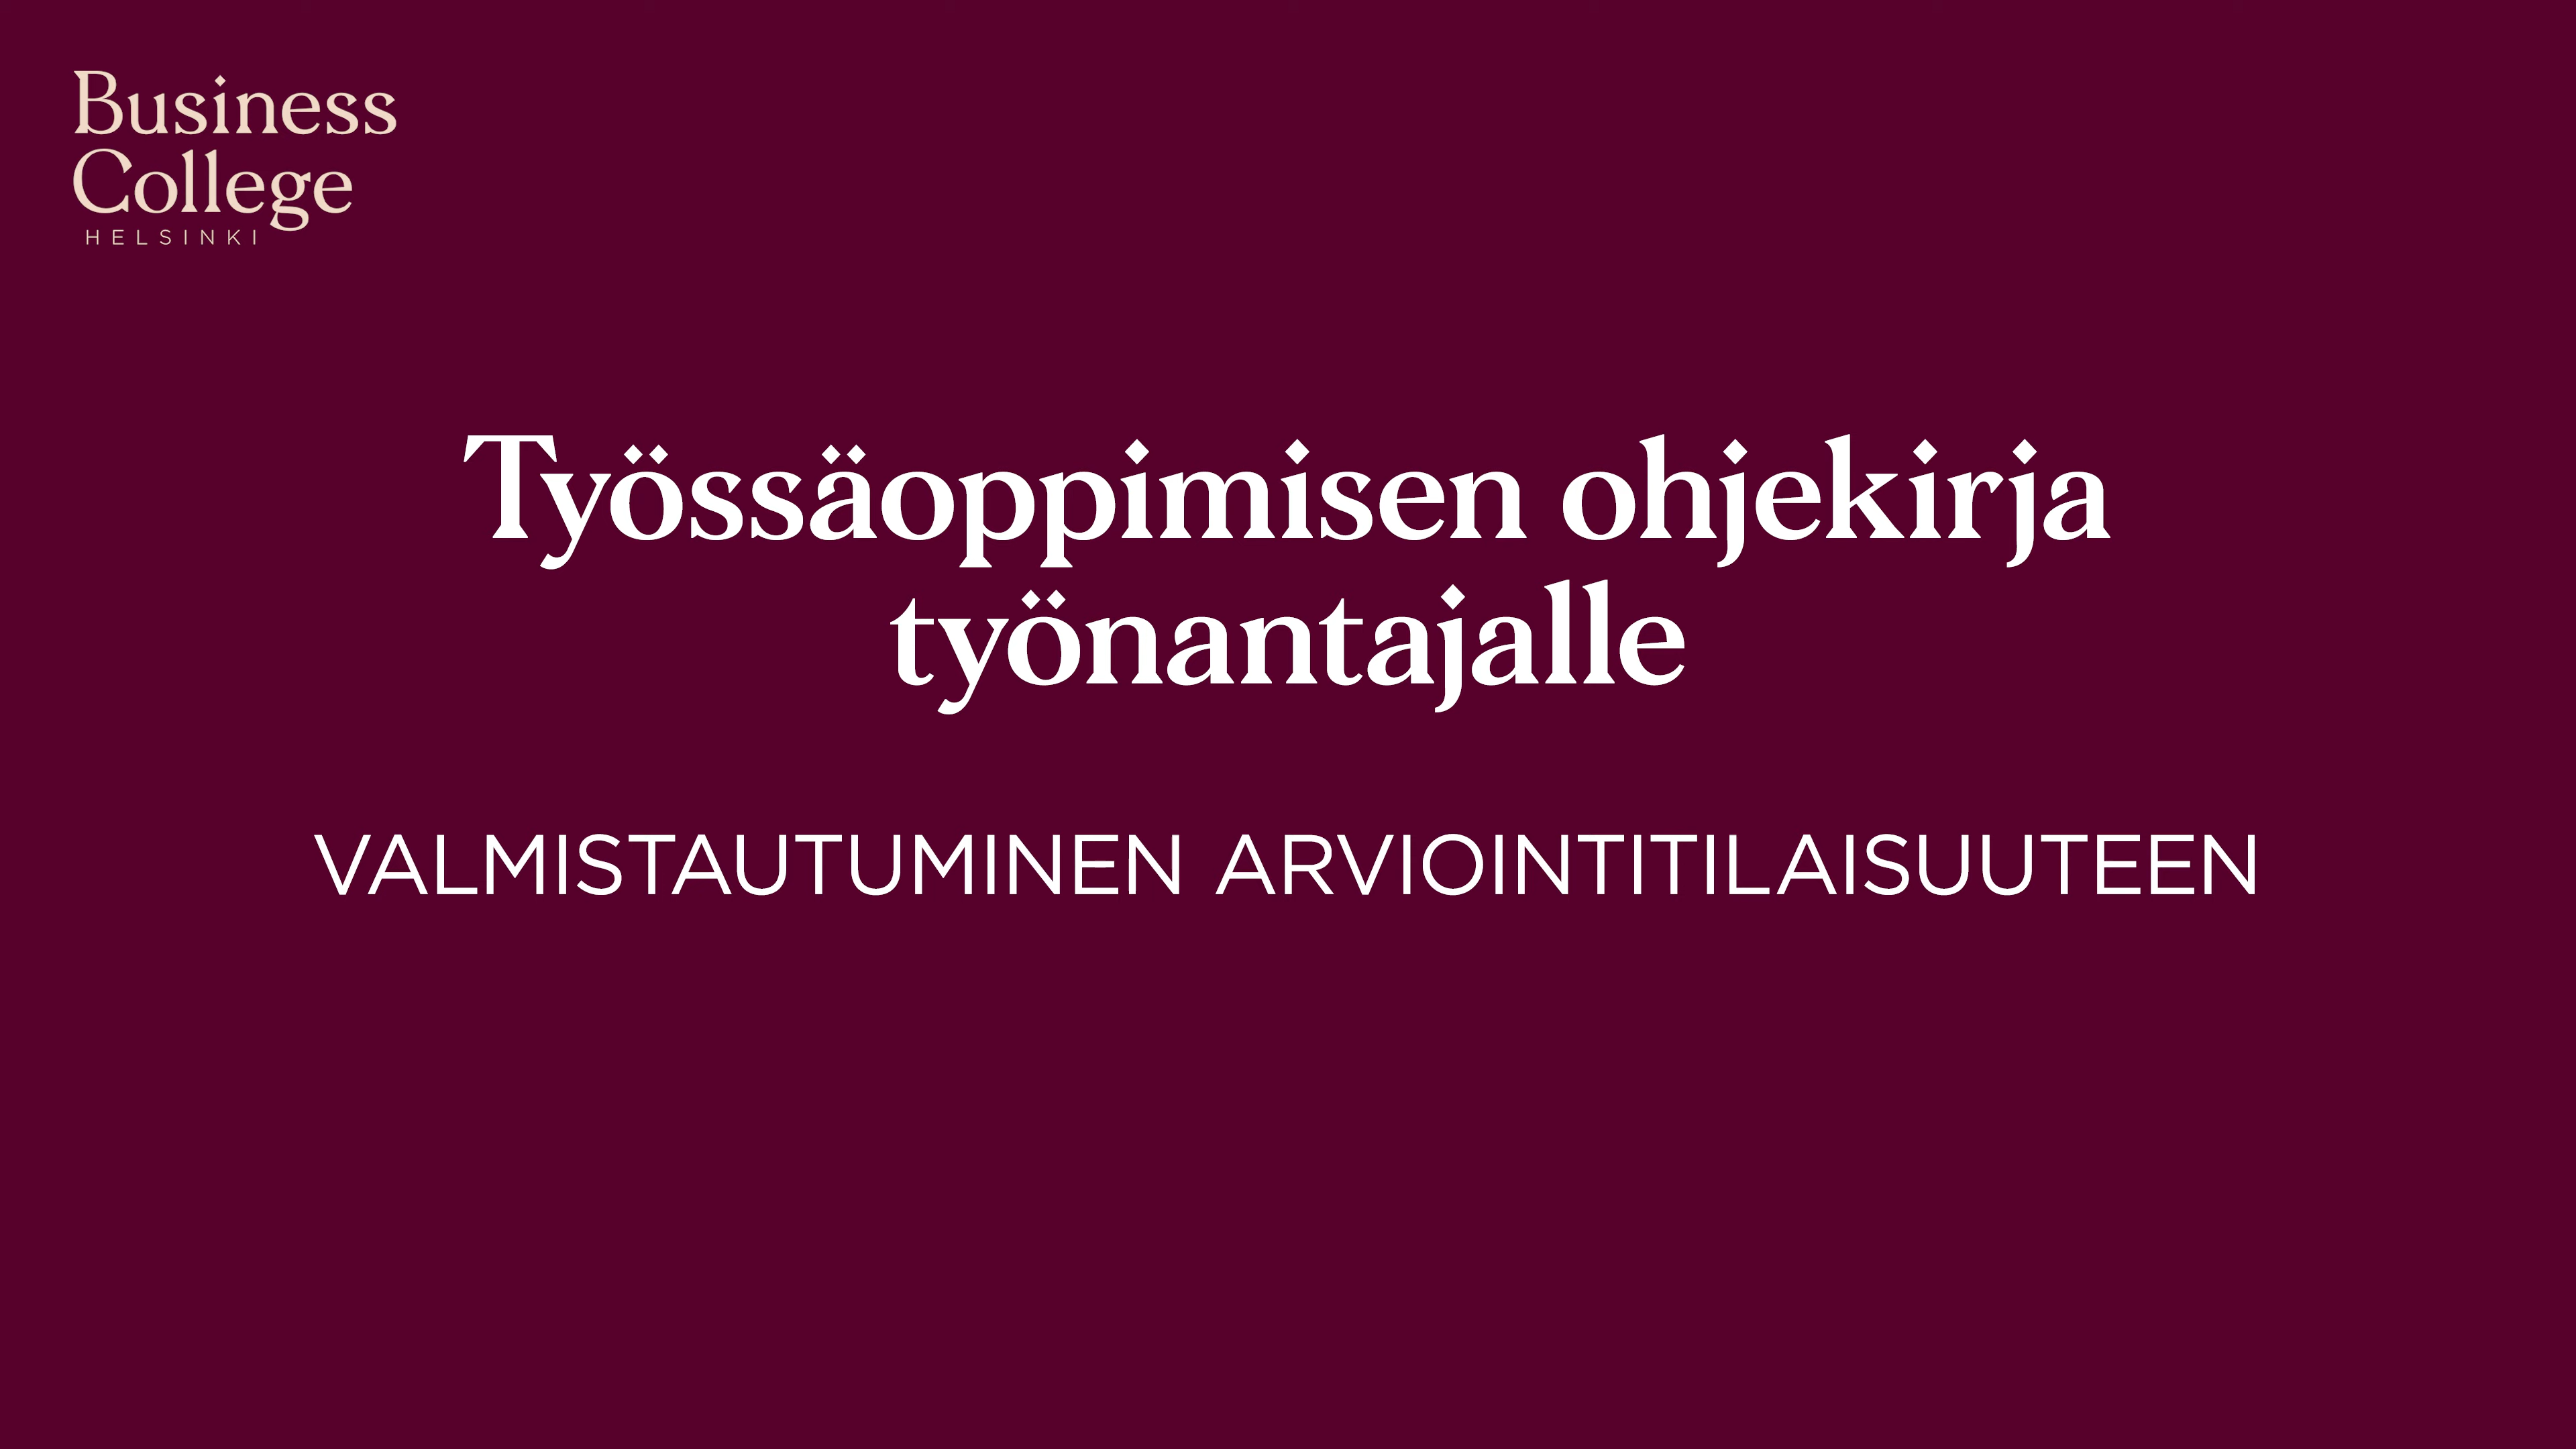 Business
College
HELSINKI
Työssäoppimisen ohjekirja
työnantajalle
VALMISTAUTUMINEN ARVIOINTITILAISUUTEEN